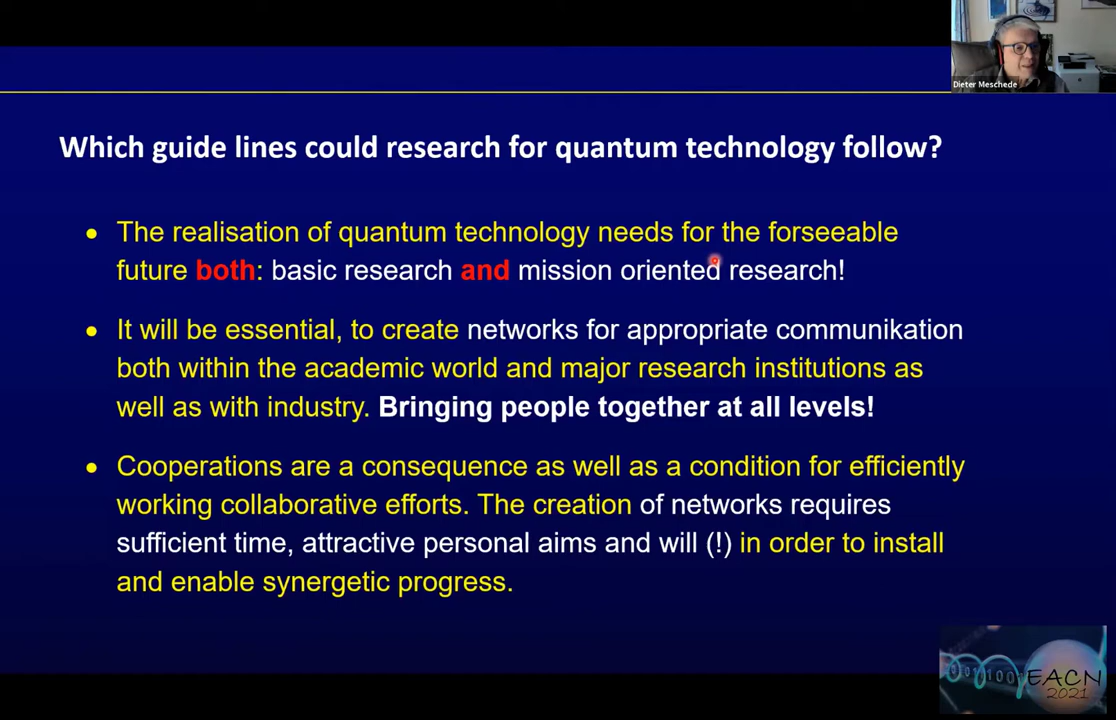 Dieter Meschede
Which guide lines could research for quantum technology follow?
• The realisation of quantum technology needs for the forseeable
future both: basic research and mission oriented research!
• It will be essential, to create networks for appropriate communikation
both within the academic world and major research institutions as
well as with industry. Bringing people together at all levels!
• Cooperations are a consequence as well as a condition for efficiently
working collaborative efforts. The creation of networks requires
sufficient time, attractive personal aims and will (!) in order to install
and enable synergetic progress.
EACN
2021